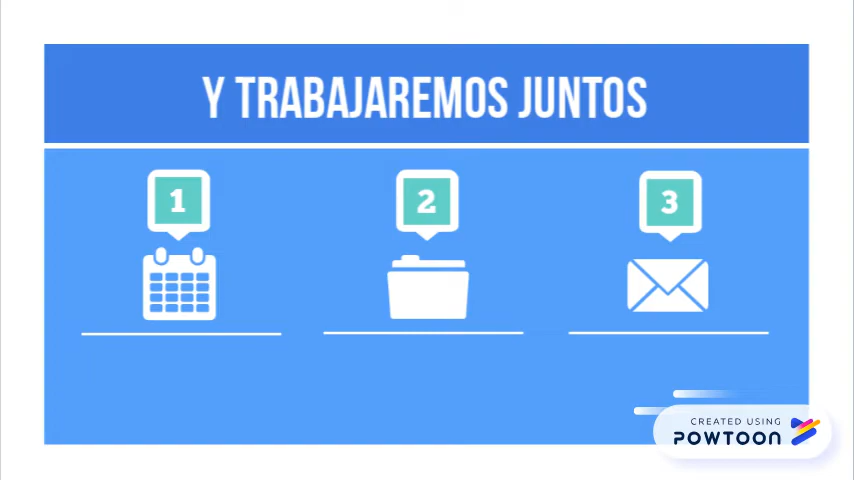 Y TRABAJAREMOS JUNTOS
1
2
3
CREATED USING
POWTOON